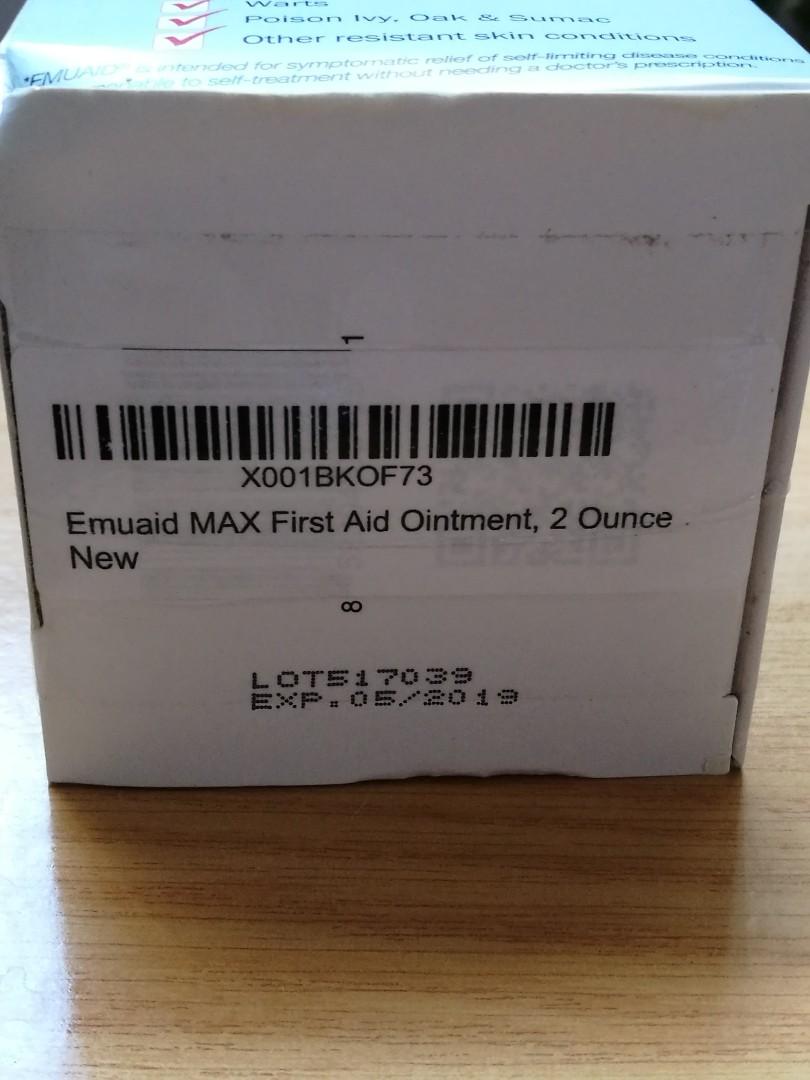 Warts
Poison Ivy, Oak & Sumac
Other resistant skin conditions
*EMUAID® is intended for symptomatic relief of self-limiting disease conditions
to self-treatment without needing a doctor's prescription.
1
X001BKOF73
Emuaid MAX First Aid Ointment, 2 Ounce
New
8
LOT517039
EXP.05/2019